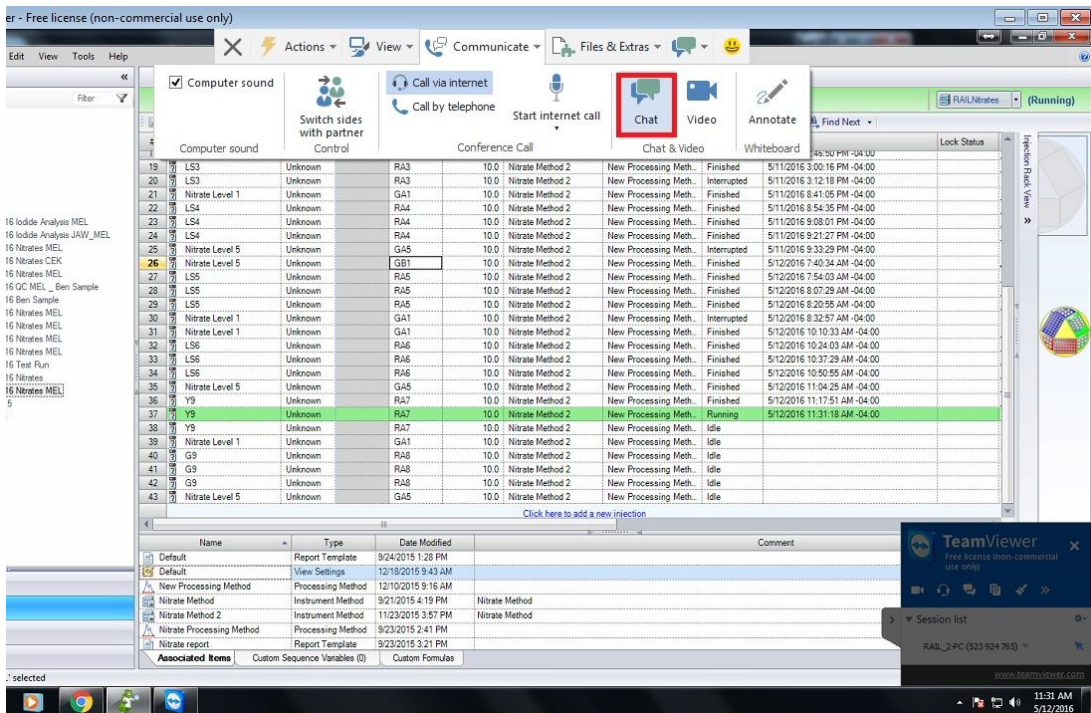 er - Free license (non-commercial use only)
Actions View Communicate Files & Extras
Edit View Tools Help
Computer sound
Switch sides with partner
Call via internet
Call by telephone
Start internet call
Chat
Video
Annotate
Computer sound Control Conference Call Chat & Video Whiteboard
Filter
RAILNitrates (Running)
Find Next
Lock Status
Injection Rack View
:46:50 PM -04:00
19 LS3 Unknown RA3 10.0 Nitrate Method 2 New Processing Meth... Finished 5/11/2016 3:00:16 PM -04:00
20 LS3 Unknown RA3 10.0 Nitrate Method 2 New Processing Meth... Interrupted 5/11/2016 3:12:18 PM -04:00
21 Nitrate Level 1 Unknown GA1 10.0 Nitrate Method 2 New Processing Meth... Finished 5/11/2016 8:41:05 PM -04:00
22 LS4 Unknown RA4 10.0 Nitrate Method 2 New Processing Meth... Finished 5/11/2016 8:54:35 PM -04:00
23 LS4 Unknown RA4 10.0 Nitrate Method 2 New Processing Meth... Finished 5/11/2016 9:08:01 PM -04:00
24 LS4 Unknown RA4 10.0 Nitrate Method 2 New Processing Meth... Finished 5/11/2016 9:21:27 PM -04:00
25 Nitrate Level 5 Unknown GA5 10.0 Nitrate Method 2 New Processing Meth... Interrupted 5/11/2016 9:33:29 PM -04:00
26 Nitrate Level 5 Unknown GB1 10.0 Nitrate Method 2 New Processing Meth... Finished 5/12/2016 7:40:34 AM -04:00
27 LS5 Unknown RA5 10.0 Nitrate Method 2 New Processing Meth... Finished 5/12/2016 7:54:03 AM -04:00
28 LS5 Unknown RA5 10.0 Nitrate Method 2 New Processing Meth... Finished 5/12/2016 8:07:29 AM -04:00
29 LS5 Unknown RA5 10.0 Nitrate Method 2 New Processing Meth... Finished 5/12/2016 8:20:55 AM -04:00
30 Nitrate Level 1 Unknown GA1 10.0 Nitrate Method 2 New Processing Meth... Interrupted 5/12/2016 8:32:57 AM -04:00
31 Nitrate Level 1 Unknown GA1 10.0 Nitrate Method 2 New Processing Meth... Finished 5/12/2016 10:10:33 AM -04:00
32 LS6 Unknown RA6 10.0 Nitrate Method 2 New Processing Meth... Finished 5/12/2016 10:24:03 AM -04:00
33 LS6 Unknown RA6 10.0 Nitrate Method 2 New Processing Meth... Finished 5/12/2016 10:37:29 AM -04:00
34 LS6 Unknown RA6 10.0 Nitrate Method 2 New Processing Meth... Finished 5/12/2016 10:50:55 AM -04:00
35 Nitrate Level 5 Unknown GA5 10.0 Nitrate Method 2 New Processing Meth... Finished 5/12/2016 11:04:25 AM -04:00
36 Y9 Unknown RA7 10.0 Nitrate Method 2 New Processing Meth... Finished 5/12/2016 11:17:51 AM -04:00
37 Y9 Unknown RA7 10.0 Nitrate Method 2 New Processing Meth... Running 5/12/2016 11:31:18 AM -04:00
38 Y9 Unknown RA7 10.0 Nitrate Method 2 New Processing Meth... Idle
39 Nitrate Level 1 Unknown GA1 10.0 Nitrate Method 2 New Processing Meth... Idle
40 G9 Unknown RA8 10.0 Nitrate Method 2 New Processing Meth... Idle
41 G9 Unknown RA8 10.0 Nitrate Method 2 New Processing Meth... Idle
42 G9 Unknown RA8 10.0 Nitrate Method 2 New Processing Meth... Idle
43 Nitrate Level 5 Unknown GA5 10.0 Nitrate Method 2 New Processing Meth... Idle
Click here to add a new injection
16 Iodide Analysis MEL
16 Iodide Analysis JAW_MEL
16 Nitrates MEL
16 Nitrates CEK
16 Nitrates MEL
16 QC MEL _ Ben Sample
16 Ben Sample
16 Nitrates MEL
16 Nitrates MEL
16 Nitrates MEL
16 Nitrates MEL
16 Test Run
16 Nitrates
16 Nitrates MEL
5
Name Type Date Modified Comment
Default Report Template 9/24/2015 1:28 PM
Default View Settings 12/18/2015 9:43 AM
New Processing Method Processing Method 12/10/2015 9:16 AM
Nitrate Method Instrument Method 9/21/2015 4:19 PM Nitrate Method
Nitrate Method 2 Instrument Method 11/23/2015 3:57 PM Nitrate Method
Nitrate Processing Method Processing Method 9/23/2015 2:41 PM
Nitrate report Report Template 9/23/2015 3:21 PM
Associated Items Custom Sequence Variables (0) Custom Formulas
TeamViewer
Free license (non-commercial
use only)
Session list
RAIL_2-PC (523 924 765)
www.teamviewer.com
.' selected
11:31 AM
5/12/2016